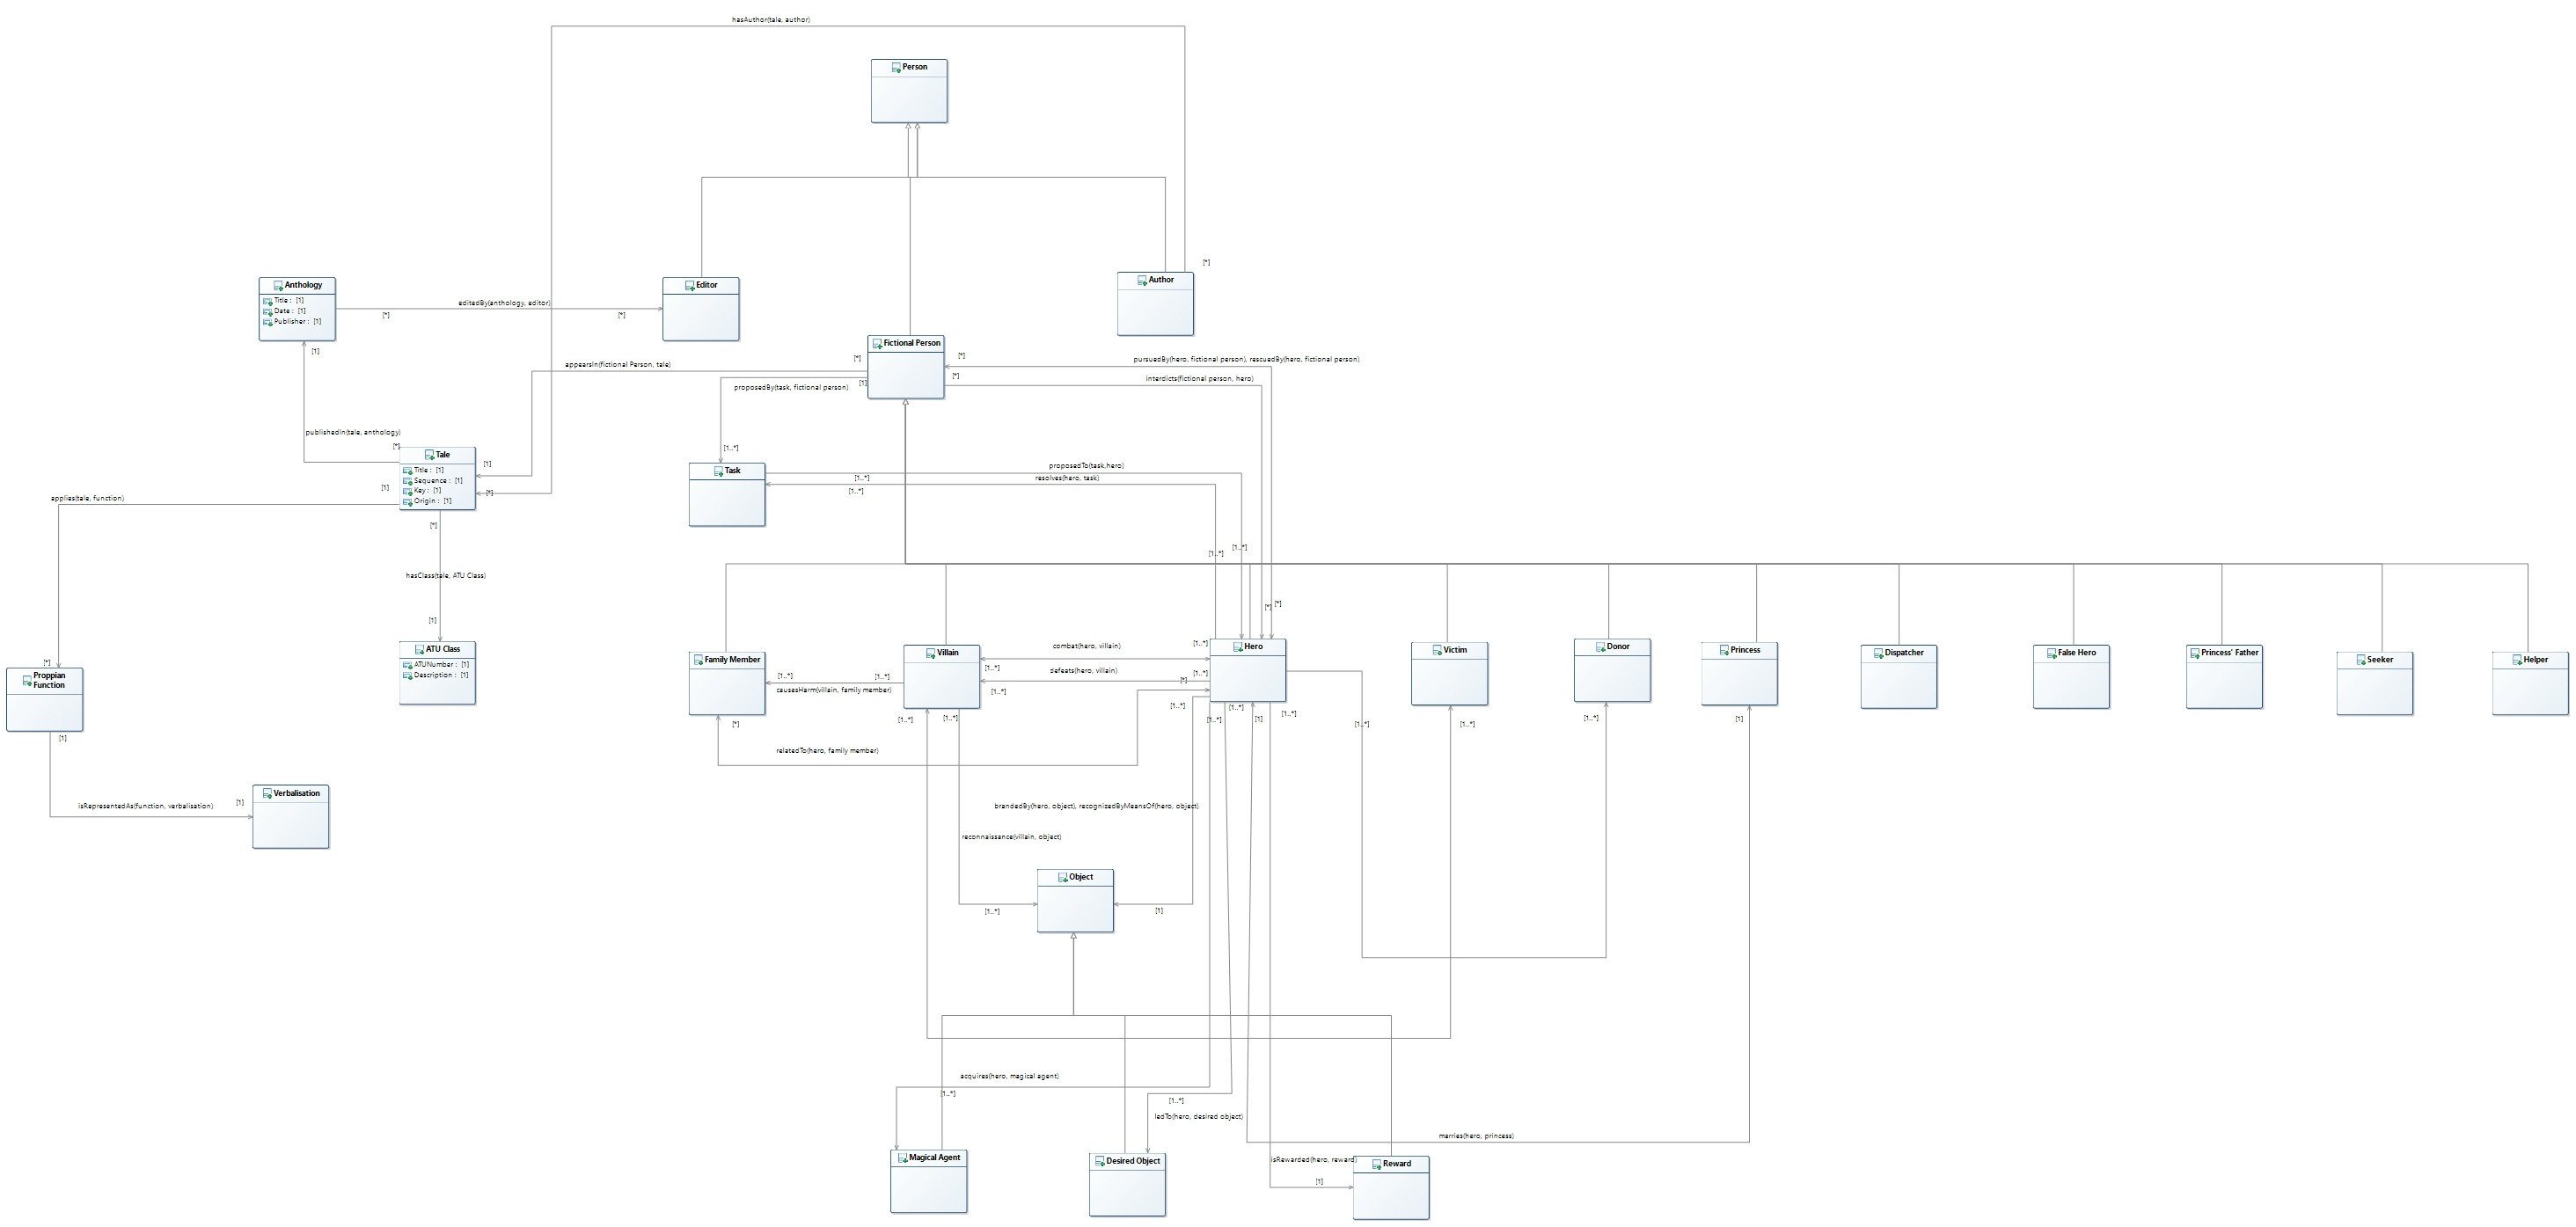 hasAuthor(tale, author)
Person
[*]
Author
Anthology
Title : [1]
Date : [1]
Publisher : [1]
Editor
editedBy(anthology, editor)
[*]
[*]
Fictional Person
[1]
[*]
[*]
pursuedBy(hero, fictional person), rescuedBy(hero, fictional person)
appearsIn(fictional Person, tale)
[*]
interdicts(fictional person, hero)
proposedBy(task, fictional person)
[1]
publishedIn(tale, anthology)
[*]
[1..*]
Tale
Title : [1]
Sequence : [1]
Key : [1]
Origin : [1]
[1]
[1]
[*]
Task
proposedTo(task,hero)
[1..*]
resolves(hero, task)
[1..*]
applies(tale, function)
[*]
[1..*]
[1..*]
hasClass(tale, ATU Class)
[*]
[*]
[1]
ATU Class
ATUNumber : [1]
Description : [1]
[*]
Proppian
Function
[1]
Family Member
Villain
combat(hero, villain)
[1..*]
[1..*]
defeats(hero, villain)
[1..*]
[1..*]
[*]
Hero
Victim
Donor
Princess
Dispatcher
False Hero
Princess' Father
Seeker
Helper
[1..*]
[1..*]
causesHarm(villain, family member)
[*]
[1..*]
[1..*]
[1..*]
[1..*]
[1..*]
[1]
[1..*]
[1..*]
[1..*]
[1..*]
[1]
relatedTo(hero, family member)
Verbalisation
isRepresentedAs(function, verbalisation)
[1]
brandedBy(hero, object), recognizedByMeansOf(hero, object)
reconnaissance(villain, object)
Object
[1..*]
[1]
acquires(hero, magical agent)
[1..*]
[1..*]
ledTo(hero, desired object)
marries(hero, princess)
Magical Agent
Desired Object
isRewarded(hero, reward)
Reward
[1]